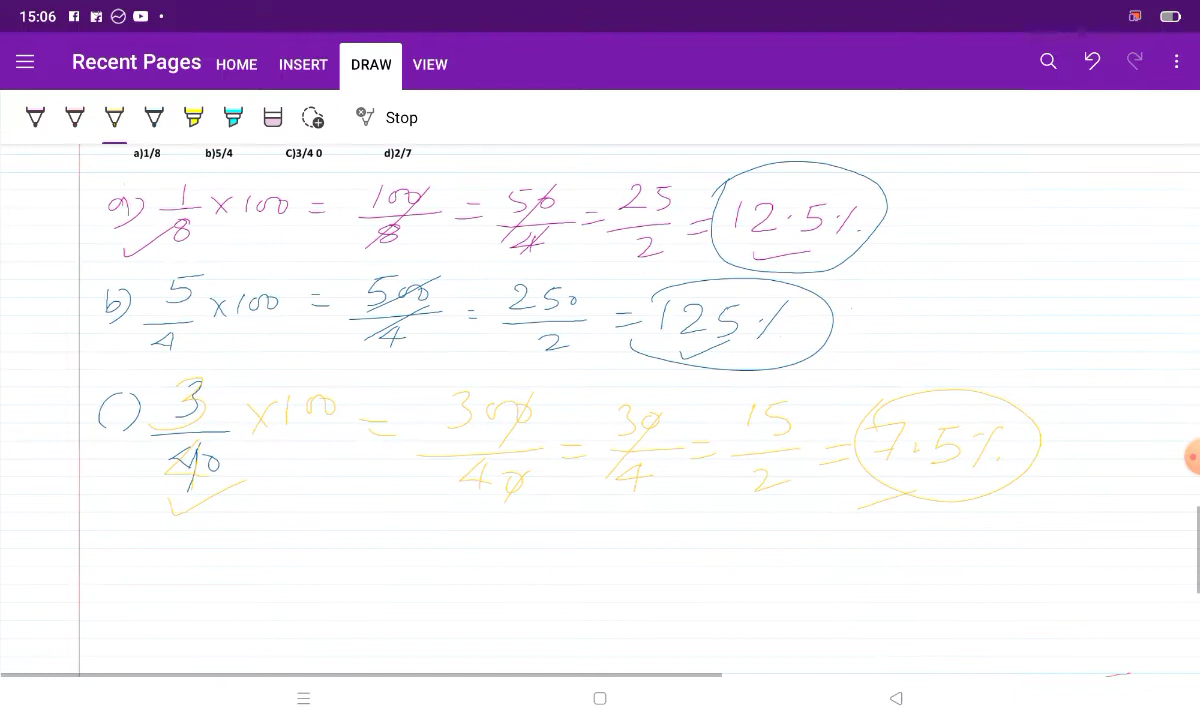 15:06
Recent Pages HOME INSERT DRAW VIEW
Stop
a)1/8 b)5/4 C)3/4 0 d)2/7
a) 1/8 x 100 = 100/8 = 50/4 = 25/2 = 12.5%
b) 5/4 x 100 = 500/4 = 250/2 = 125%
c) 3/40 x 100 = 300/40 = 30/4 = 15/2 = 7.5%